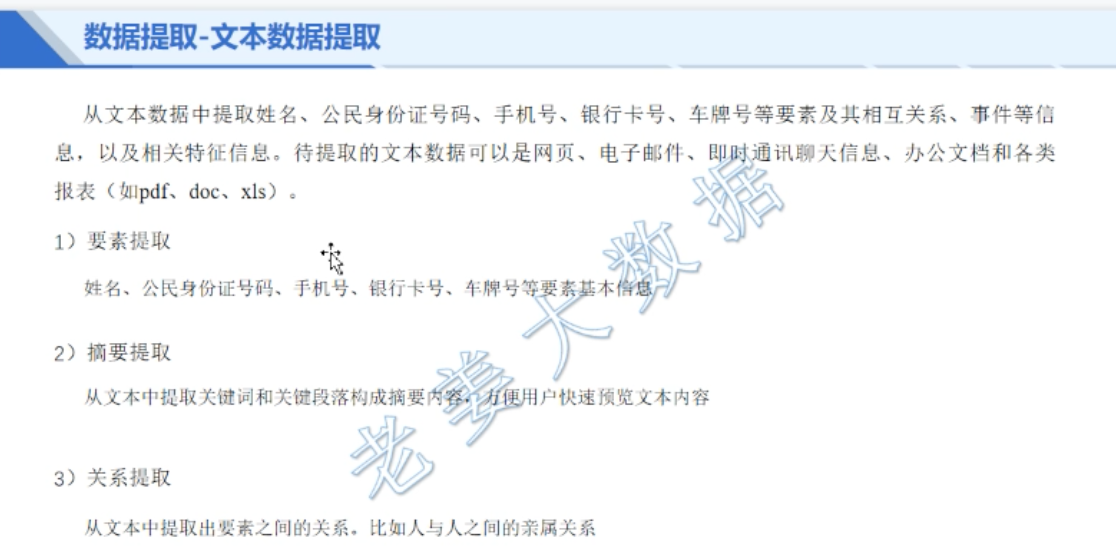 数据提取-文本数据提取
从文本数据中提取姓名、公民身份证号码、手机号、银行卡号、车牌号等要素及其相互关系、事件等信
息，以及相关特征信息。待提取的文本数据可以是网页、电子邮件、即时通讯聊天信息、办公文档和各类
报表（如pdf、doc、xls）。
1）要素提取
姓名、公民身份证号码、手机号、银行卡号、车牌号等要素基本信息
2）摘要提取
从文本中提取关键词和关键段落构成摘要内容，方便用户快速预览文本内容
3）关系提取
从文本中提取出要素之间的关系。比如人与人之间的亲属关系
老姜大数据